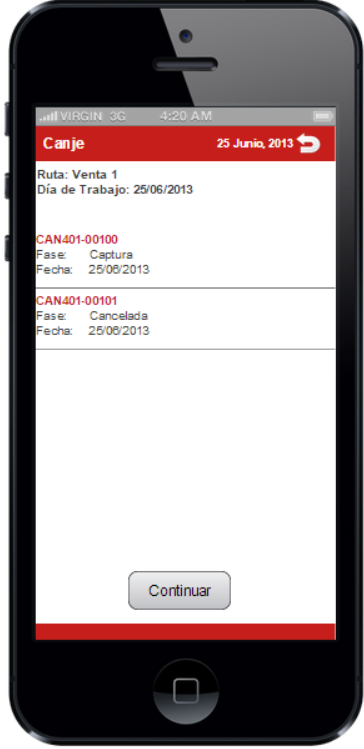 VIRGIN 3G 4:20 AM
Canje 25 Junio, 2013
Ruta: Venta 1
Día de Trabajo: 25/06/2013
CAN401-00100
Fase: Captura
Fecha: 25/06/2013
CAN401-00101
Fase: Cancelada
Fecha: 25/06/2013
Continuar